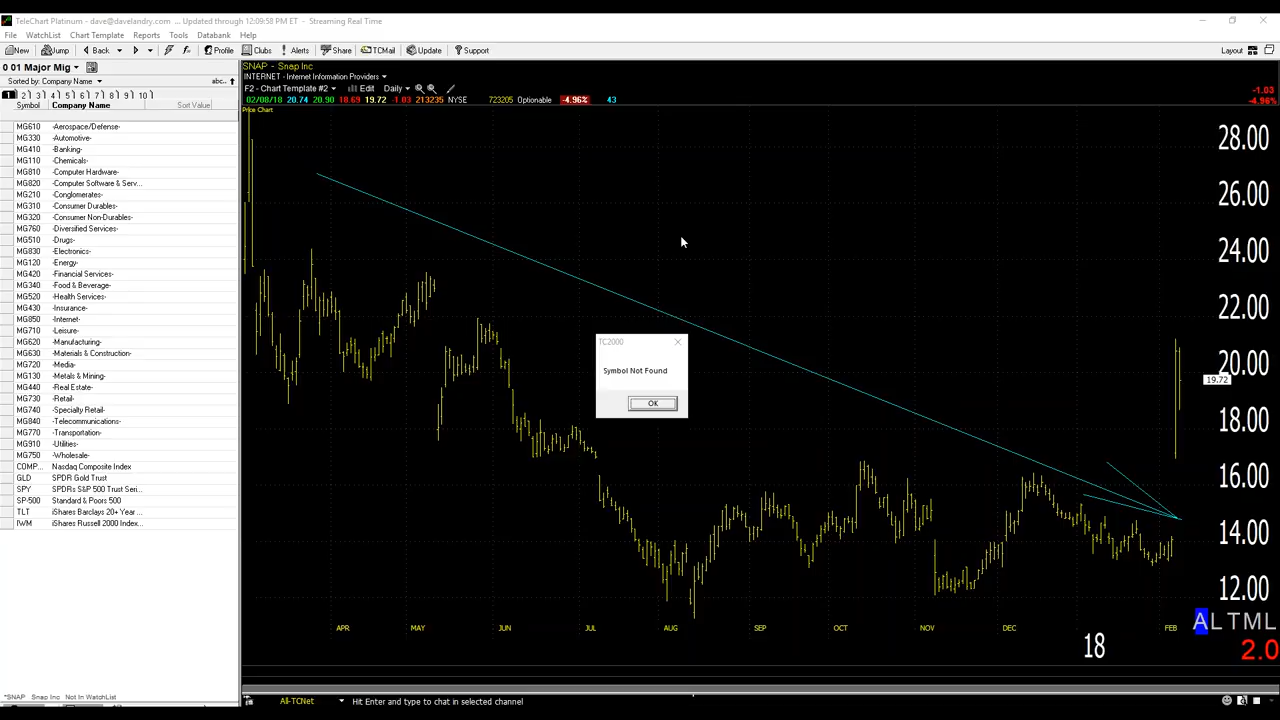 TeleChart Platinum - dave@davelandry.com ... Updated through 12:09:58 PM ET - Streaming Real Time
File WatchList Chart Template Reports Tools Databank Help
New Jump Back Profile Clubs Alerts Share TCMail Update Support Layout
0 01 Major Mig
Sorted by: Company Name abc..
1 2 3 4 5 6 7 8 9 10
Symbol Company Name Sort Value
MG610 -Aerospace/Defense-
MG330 -Automotive-
MG410 -Banking-
MG110 -Chemicals-
MG810 -Computer Hardware-
MG820 -Computer Software & Serv...
MG210 -Conglomerates-
MG310 -Consumer Durables-
MG320 -Consumer Non-Durables-
MG760 -Diversified Services-
MG510 -Drugs-
MG830 -Electronics-
MG120 -Energy-
MG420 -Financial Services-
MG340 -Food & Beverage-
MG520 -Health Services-
MG430 -Insurance-
MG850 -Internet-
MG710 -Leisure-
MG620 -Manufacturing-
MG630 -Materials & Construction-
MG720 -Media-
MG130 -Metals & Mining-
MG440 -Real Estate-
MG730 -Retail-
MG740 -Specialty Retail-
MG840 -Telecommunications-
MG770 -Transportation-
MG910 -Utilities-
MG750 -Wholesale-
COMP... Nasdaq Composite Index
GLD SPDR Gold Trust
SPY SPDRs S&P 500 Trust Seri...
SP-500 Standard & Poors 500
TLT iShares Barclays 20+ Year ...
IWM iShares Russell 2000 Index...
*SNAP Snap Inc Not In WatchList
SNAP - Snap Inc
INTERNET - Internet Information Providers
F2 - Chart Template #2 Edit Daily
02/08/18 20.74 20.90 18.69 19.72 -1.03 213235 NYSE 723205 Optionable -4.96% 43
-1.03
-4.96%
Price Chart
28.00
26.00
24.00
22.00
20.00
19.72
18.00
16.00
14.00
12.00
TC2000
Symbol Not Found
OK
APR MAY JUN JUL AUG SEP OCT NOV DEC 18 FEB
ALTML
2.0
All-TCNet Hit Enter and type to chat in selected channel